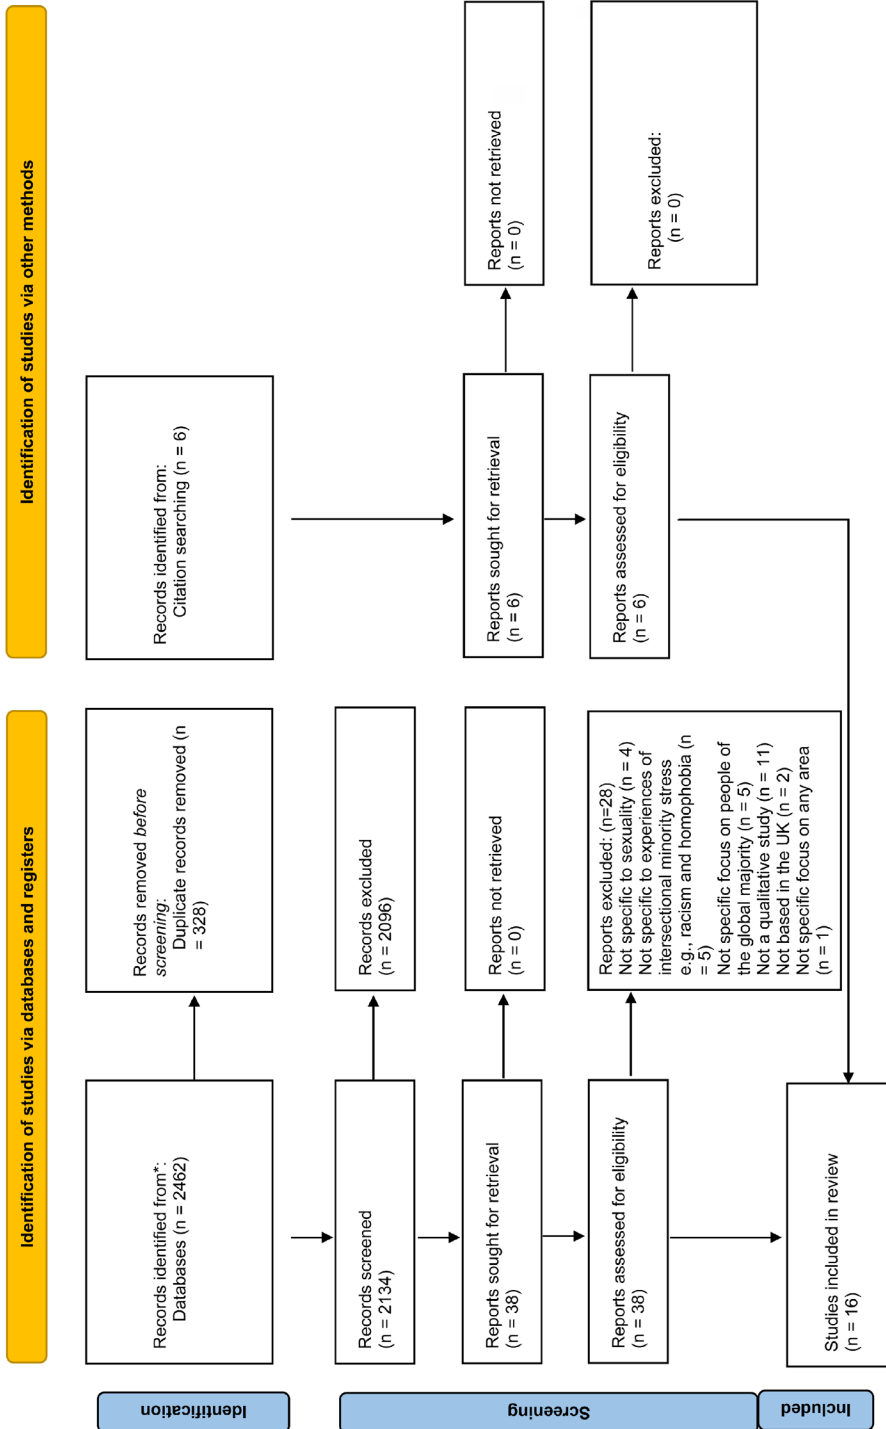 Identification of studies via databases and registers
Identification of studies via other methods
Identification
Records identified from*:
Databases (n = 2462)
Records removed before
screening:
Duplicate records removed (n
= 328)
Records identified from:
Citation searching (n = 6)
Screening
Records screened
(n = 2134)
Records excluded
(n = 2096)
Reports sought for retrieval
(n = 38)
Reports not retrieved
(n = 0)
Reports sought for retrieval
(n = 6)
Reports not retrieved
(n = 0)
Reports assessed for eligibility
(n = 38)
Reports excluded: (n=28)
Not specific to sexuality (n = 4)
Not specific to experiences of
intersectional minority stress
e.g., racism and homophobia (n
= 5)
Not specific focus on people of
the global majority (n = 5)
Not a qualitative study (n = 11)
Not based in the UK (n = 2)
Not specific focus on any area
(n = 1)
Reports assessed for eligibility
(n = 6)
Reports excluded:
(n = 0)
Included
Studies included in review
(n = 16)